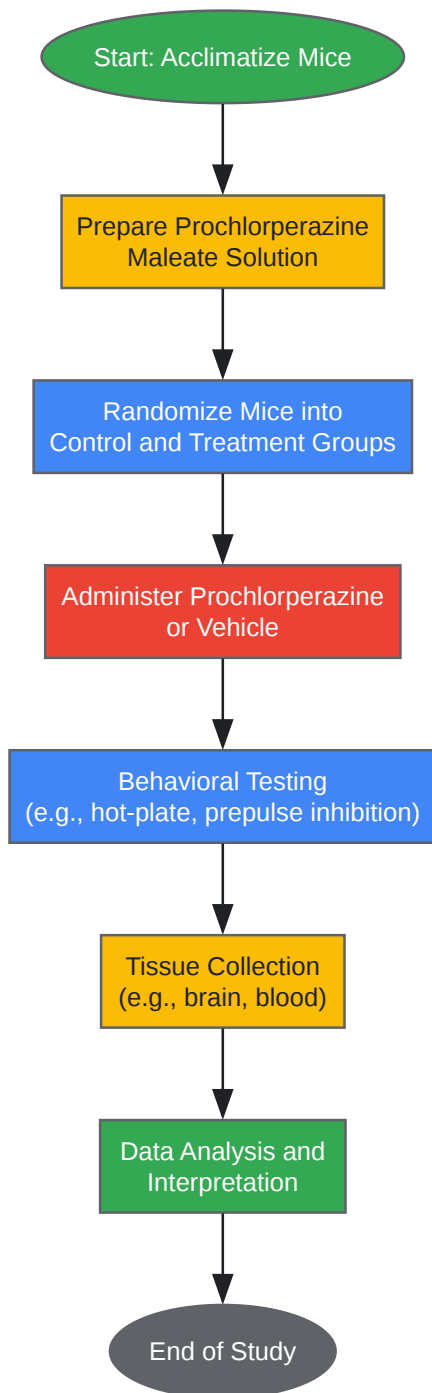 Start: Acclimatize Mice
Prepare Prochlorperazine
Maleate Solution
Randomize Mice into
Control and Treatment Groups
Administer Prochlorperazine
or Vehicle
Behavioral Testing
(e.g., hot-plate, prepulse inhibition)
Tissue Collection
(e.g., brain, blood)
Data Analysis and
Interpretation
End of Study